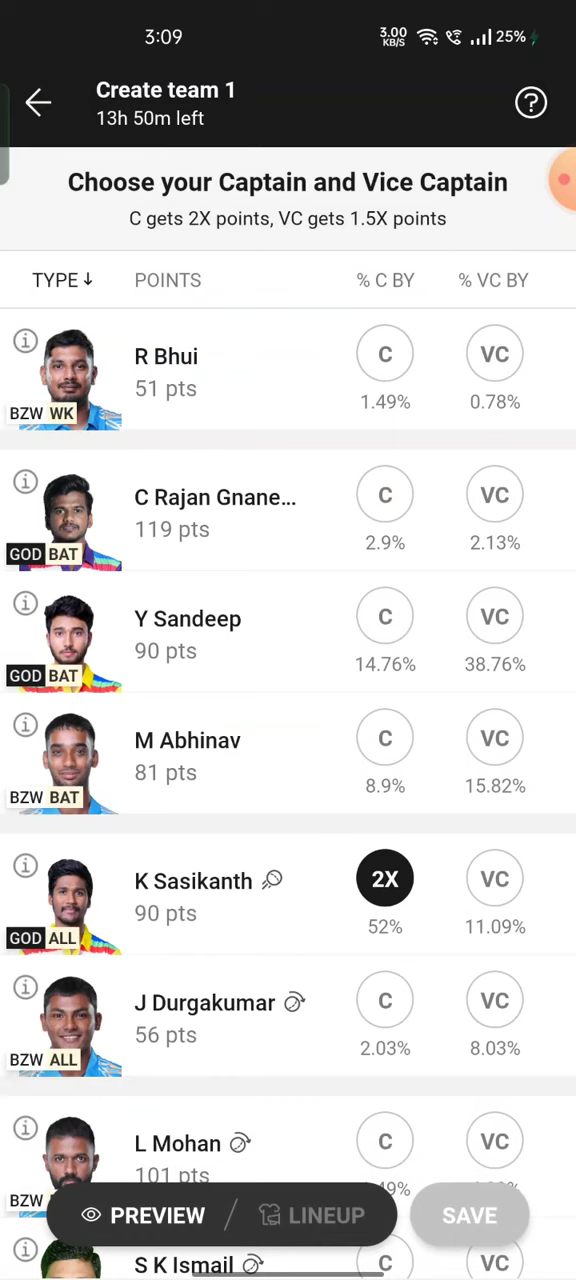 3:09 3.00 KB/S 25%
Create team 1
13h 50m left
Choose your Captain and Vice Captain
C gets 2X points, VC gets 1.5X points
TYPE↓ POINTS % C BY % VC BY
R Bhui C VC
51 pts 1.49% 0.78%
BZW WK
C Rajan Gnane... C VC
119 pts 2.9% 2.13%
GOD BAT
Y Sandeep C VC
90 pts 14.76% 38.76%
GOD BAT
M Abhinav C VC
81 pts 8.9% 15.82%
BZW BAT
K Sasikanth 2X VC
90 pts 52% 11.09%
GOD ALL
J Durgakumar C VC
56 pts 2.03% 8.03%
BZW ALL
L Mohan C VC
101 pts
BZW
PREVIEW / LINEUP SAVE
S K Ismail C VC